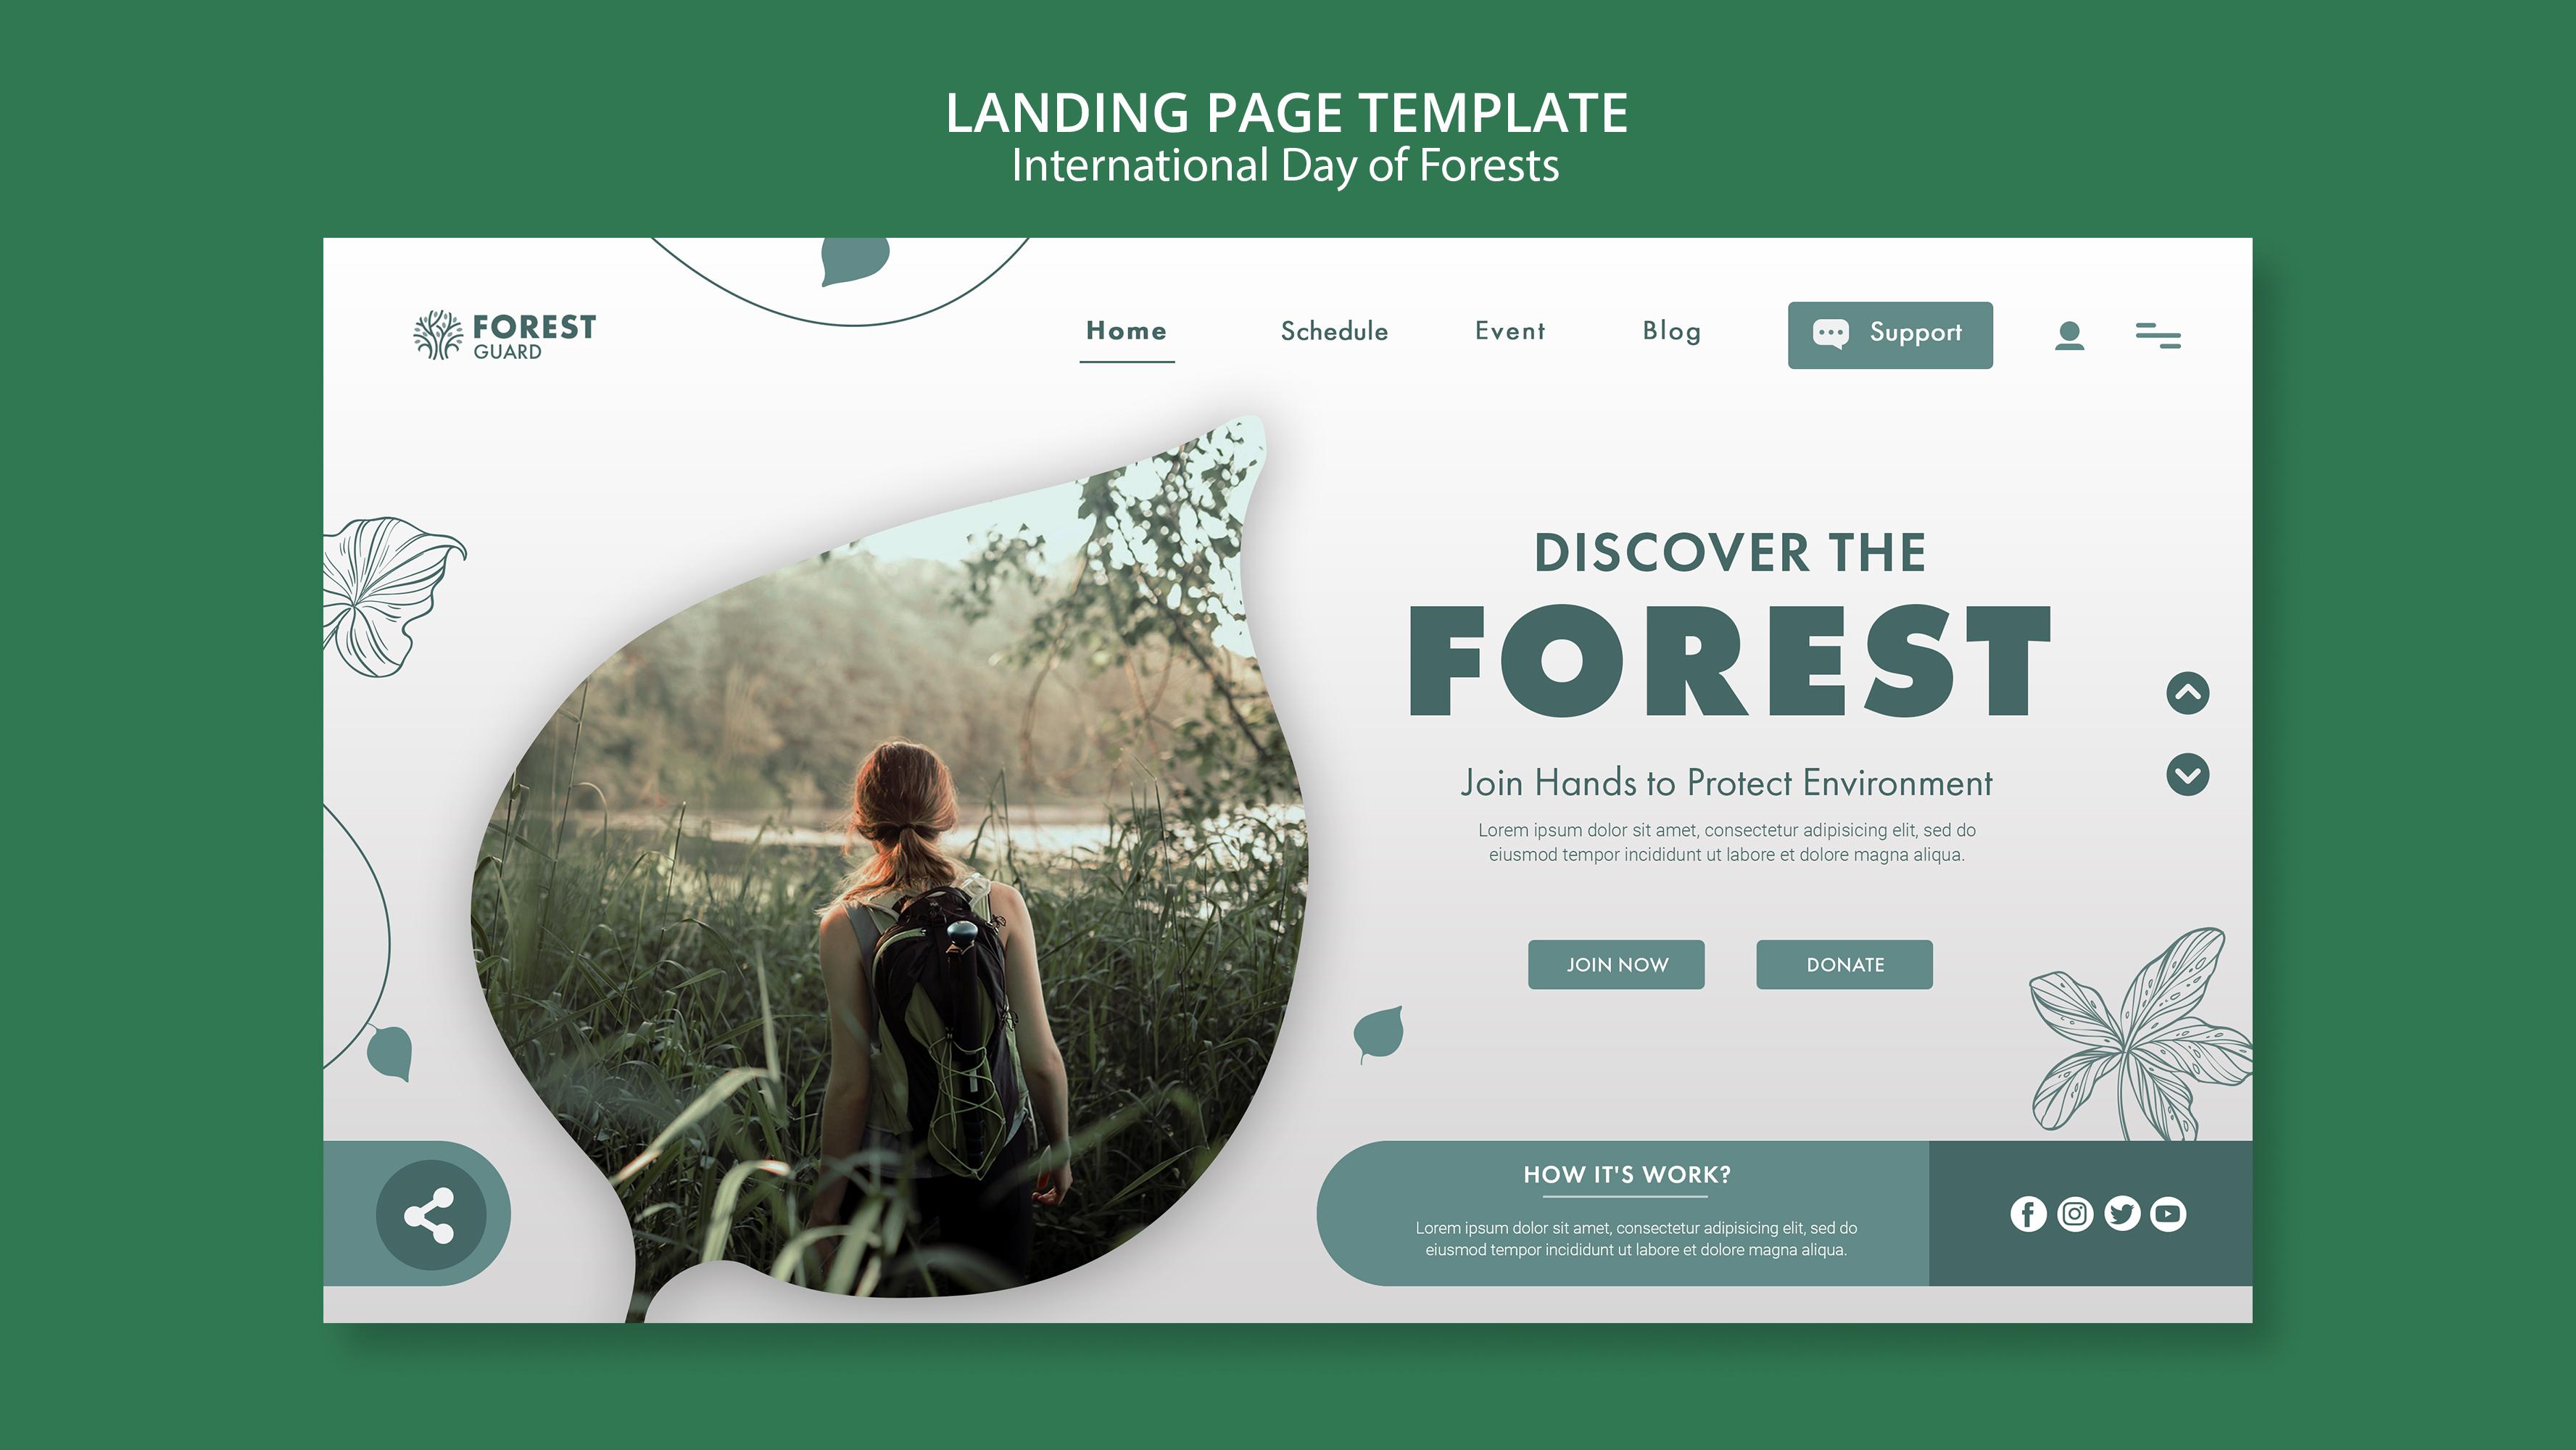 LANDING PAGE TEMPLATE
International Day of Forests
FOREST
GUARD
Home
Schedule
Event
Blog
Support
DISCOVER THE
FOREST
Join Hands to Protect Environment
Lorem ipsum dolor sit amet, consectetur adipisicing elit, sed do
eiusmod tempor incididunt ut labore et dolore magna aliqua.
JOIN NOW
DONATE
HOW IT'S WORK?
Lorem ipsum dolor sit amet, consectetur adipisicing elit, sed do
eiusmod tempor incididunt ut labore et dolore magna aliqua.